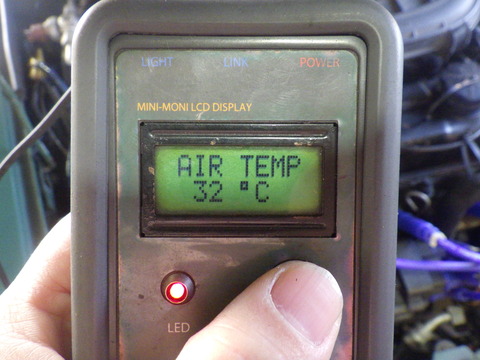 LIGHT LINK POWER
MINI-MONI LCD DISPLAY
AIR TEMP
32 °C
LED